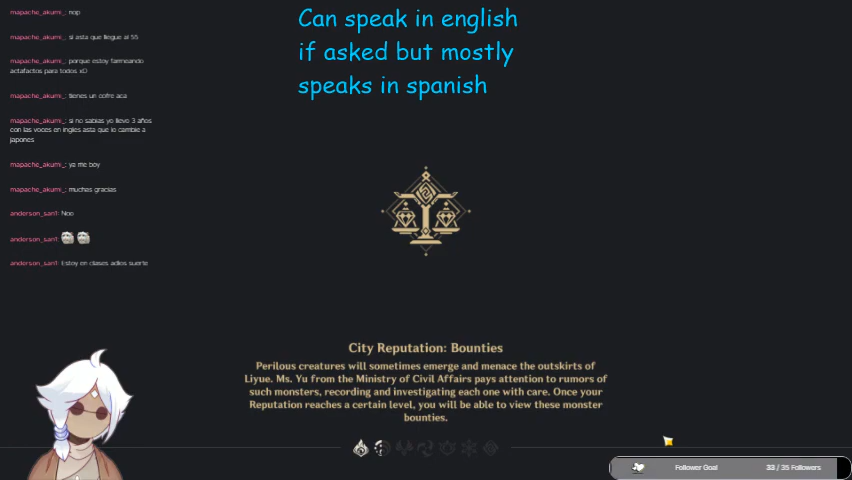 mapache_akumi_: nop
mapache_akumi_: si asta que llegue al 55
mapache_akumi_: porque estoy farmeando
actafactos para todos xD
mapache_akumi_: tienes un cofre aca
mapache_akumi_: si no sabias yo llevo 3 años
con las voces en ingles asta que lo cambie a
japones
mapache_akumi_: ya me boy
mapache_akumi_: muchas gracias
anderson_san1: Noo
anderson_san1:
anderson_san1: Estoy en clases adios suerte
Can speak in english
if asked but mostly
speaks in spanish
City Reputation: Bounties
Perilous creatures will sometimes emerge and menace the outskirts of
Liyue. Ms. Yu from the Ministry of Civil Affairs pays attention to rumors of
such monsters, recording and investigating each one with care. Once your
Reputation reaches a certain level, you will be able to view these monster
bounties.
Follower Goal 33 / 35 Followers